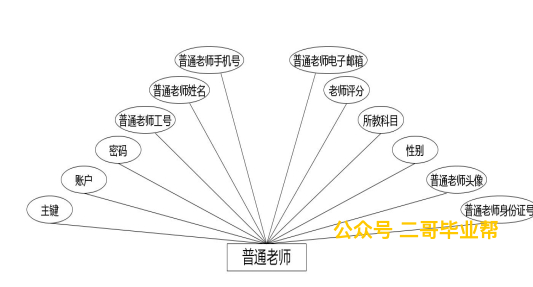 普通老师手机号
普通老师电子邮箱
普通老师姓名
老师评分
普通老师工号
所教科目
密码
性别
账户
普通老师头像
主键
普通老师身份证号
公众号 二哥毕业帮
普通老师